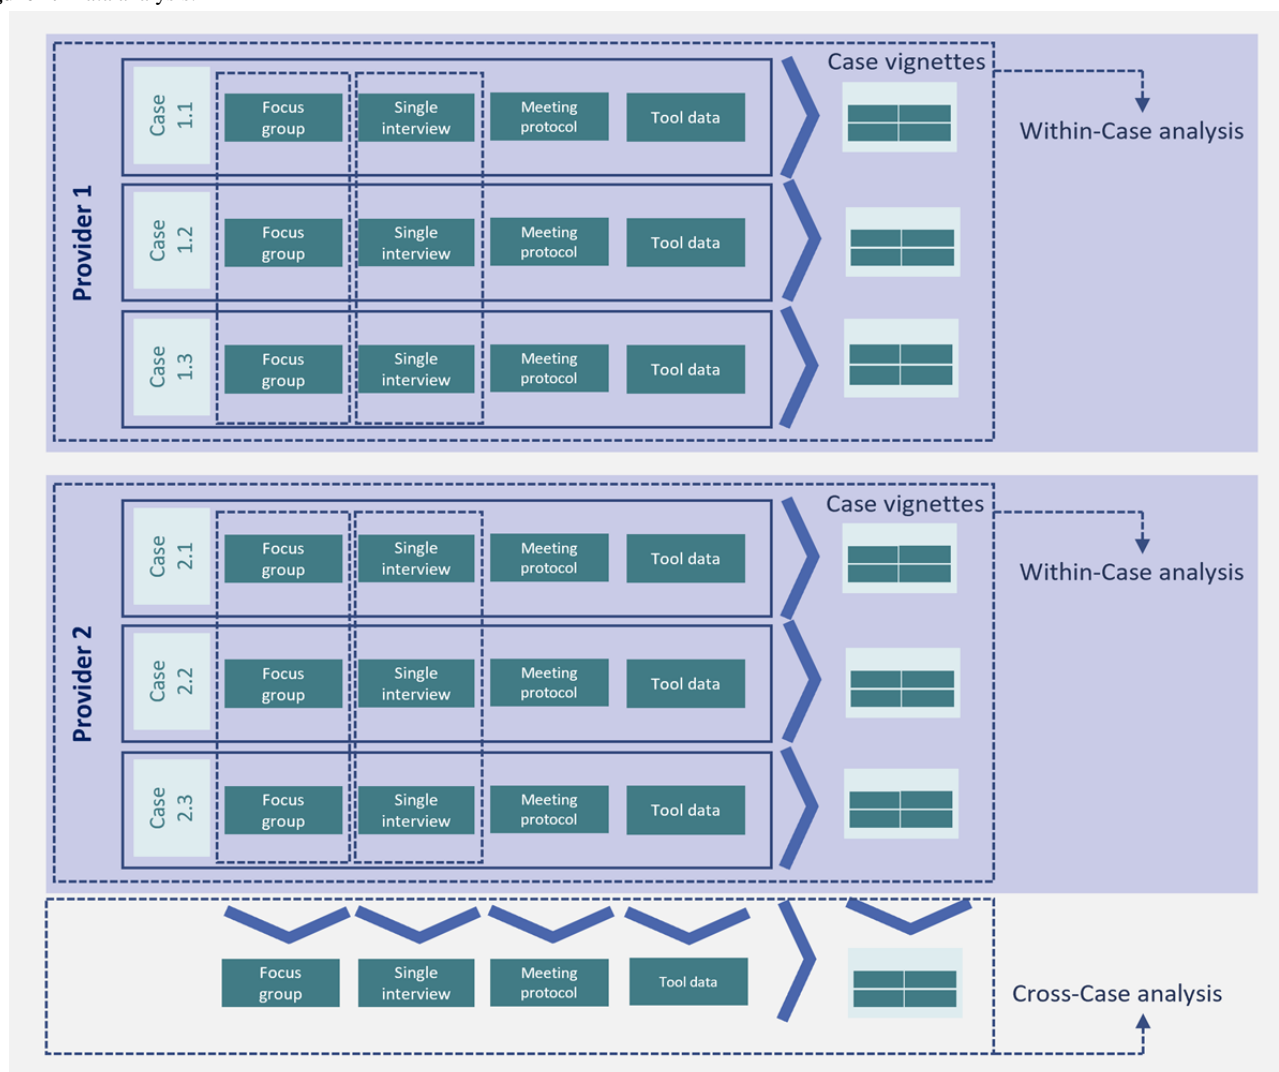 Provider 1
Case vignettes
Within-Case analysis
Case
1.1
Focus
group
Single
interview
Meeting
protocol
Tool data
Case
1.2
Focus
group
Single
interview
Meeting
protocol
Tool data
Case
1.3
Focus
group
Single
interview
Meeting
protocol
Tool data
Provider 2
Case vignettes
Within-Case analysis
Case
2.1
Focus
group
Single
interview
Meeting
protocol
Tool data
Case
2.2
Focus
group
Single
interview
Meeting
protocol
Tool data
Case
2.3
Focus
group
Single
interview
Meeting
protocol
Tool data
Focus
group
Single
interview
Meeting
protocol
Tool data
Cross-Case analysis